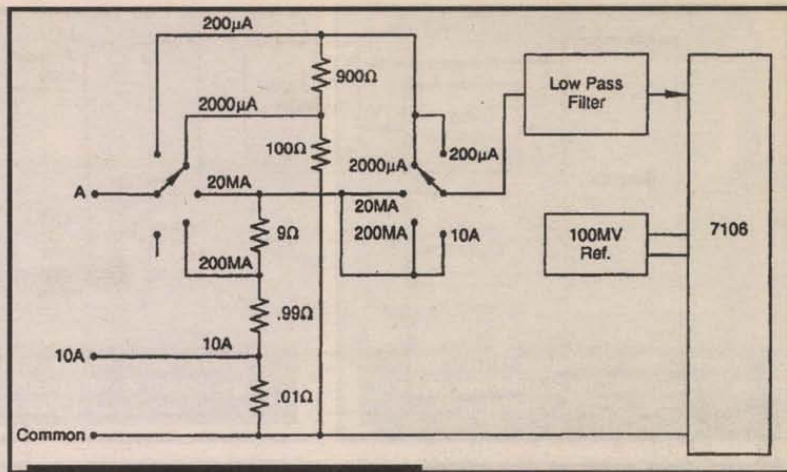 200μA
900Ω
Low Pass
Filter
2000μA
100Ω
2000μA
200μA
A
20MA
20MA
7106
9Ω
200MA
10A
100MV
Ref.
200MA
.99Ω
10A
10A
.01Ω
Common